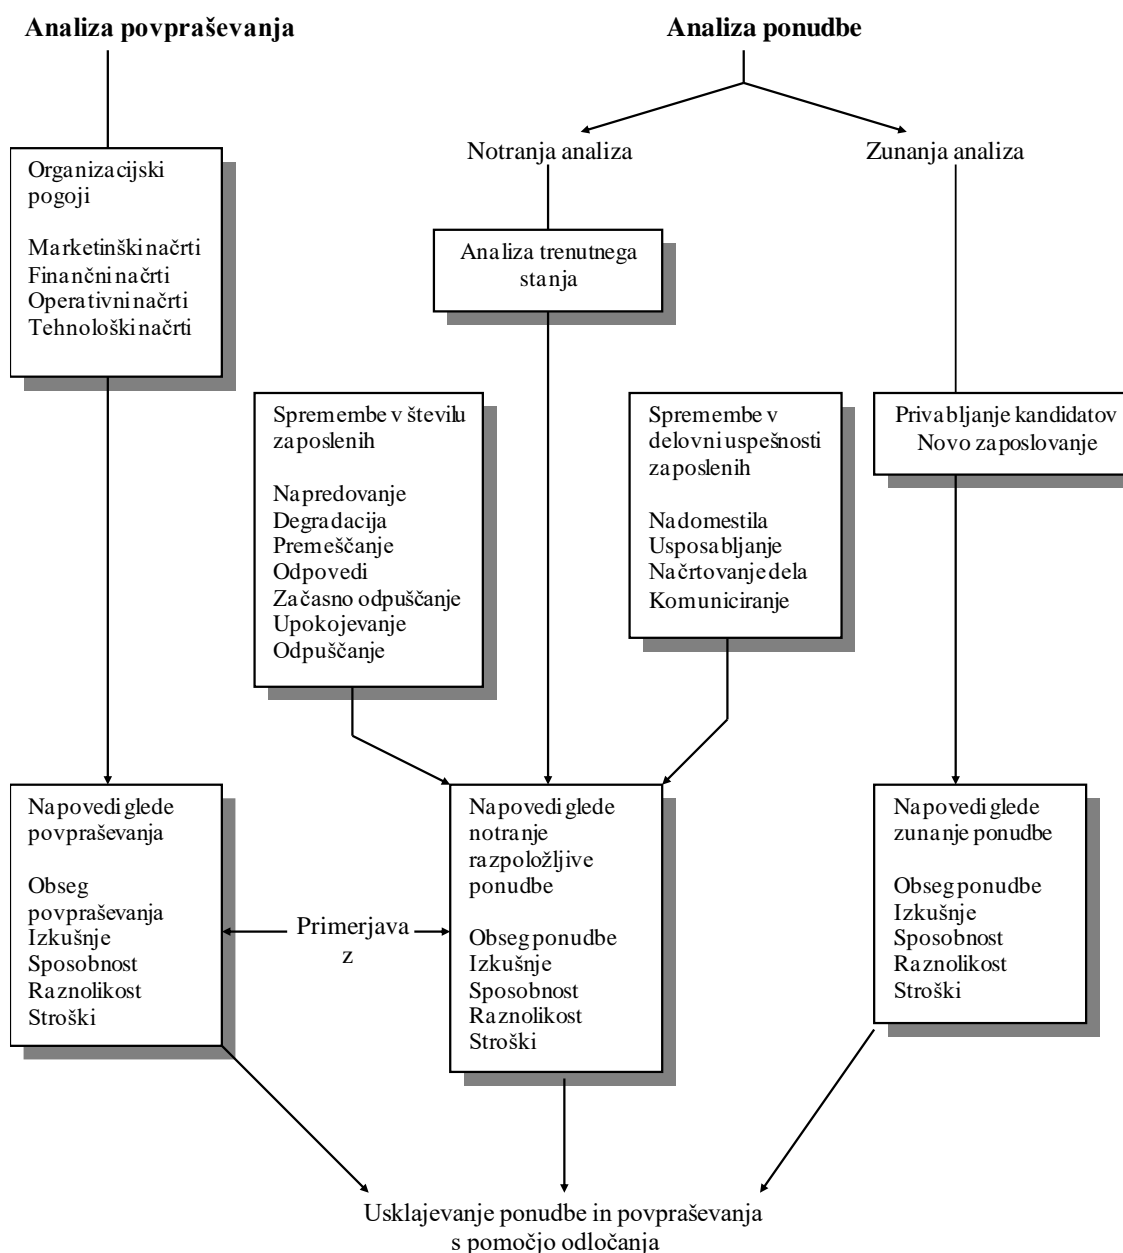 Analiza povpraševanja
Analiza ponudbe
Notranja analiza
Zunanja analiza
Organizacijski
pogoji
Marketinški načrti
Finančni načrti
Operativni načrti
Tehnološki načrti
Analiza trenutnega
stanja
Spremembe v številu
zaposlenih
Napredovanje
Degradacija
Premeščanje
Odpovedi
Začasno odpuščanje
Upokojevanje
Odpuščanje
Spremembe v
delovni uspešnosti
zaposlenih
Nadomestila
Usposabljanje
Načrtovanje dela
Komuniciranje
Privabljanje kandidatov
Novo zaposlovanje
Napovedi glede
povpraševanja
Obseg
povpraševanja
Izkušnje
Sposobnost
Raznolikost
Stroški
Primerjava
z
Napovedi glede
notranje
razpoložljive
ponudbe
Obseg ponudbe
Izkušnje
Sposobnost
Raznolikost
Stroški
Napovedi glede
zunanje ponudbe
Obseg ponudbe
Izkušnje
Sposobnost
Raznolikost
Stroški
Usklajevanje ponudbe in povpraševanja
s pomočjo odločanja